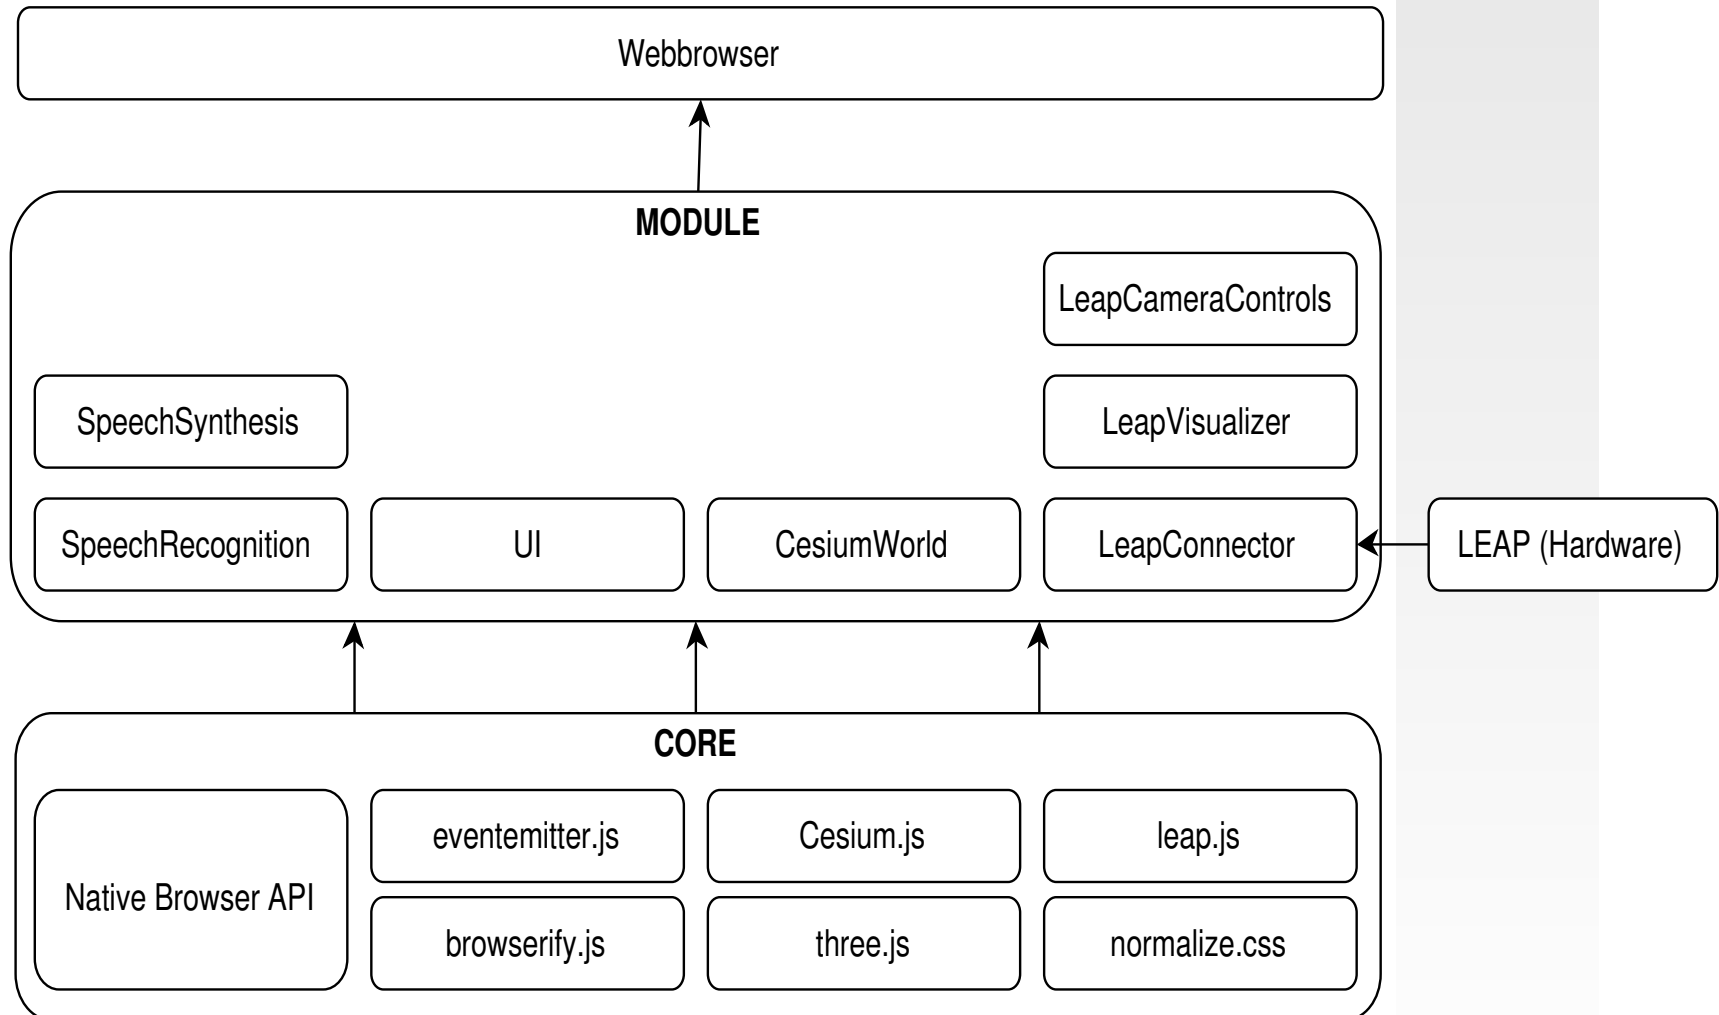 Webbrowser
MODULE
LeapCameraControls
SpeechSynthesis
LeapVisualizer
SpeechRecognition
UI
CesiumWorld
LeapConnector
LEAP (Hardware)
CORE
Native Browser API
eventemitter.js
Cesium.js
leap.js
browserify.js
three.js
normalize.css